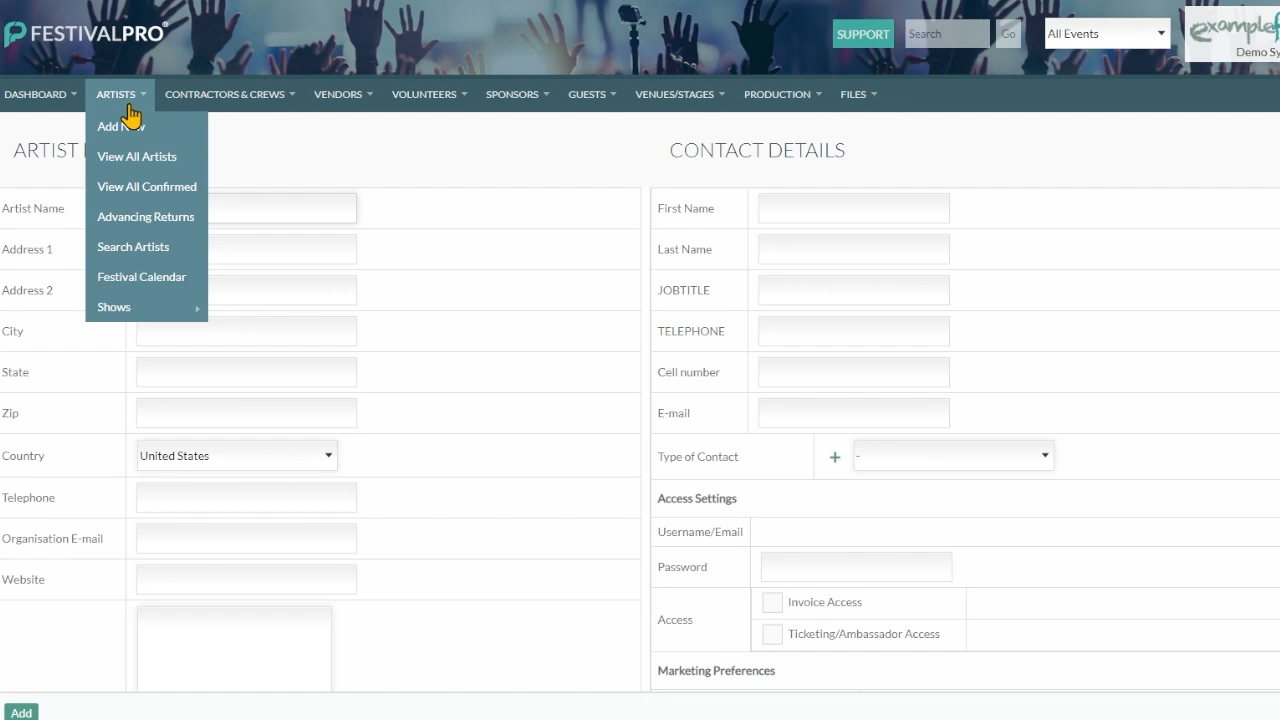 FESTIVALPRO®
SUPPORT
Search
Go
All Events
Demo Sy
DASHBOARD
ARTISTS
CONTRACTORS & CREWS
VENDORS
VOLUNTEERS
SPONSORS
GUESTS
VENUES/STAGES
PRODUCTION
FILES
Add
View All Artists
View All Confirmed
Advancing Returns
Search Artists
Festival Calendar
Shows
ARTIST
Artist Name
Address 1
Address 2
City
State
Zip
Country
United States
Telephone
Organisation E-mail
Website
CONTACT DETAILS
First Name
Last Name
JOBTITLE
TELEPHONE
Cell number
E-mail
Type of Contact
+
-
Access Settings
Username/Email
Password
Access
Invoice Access
Ticketing/Ambassador Access
Marketing Preferences
Add